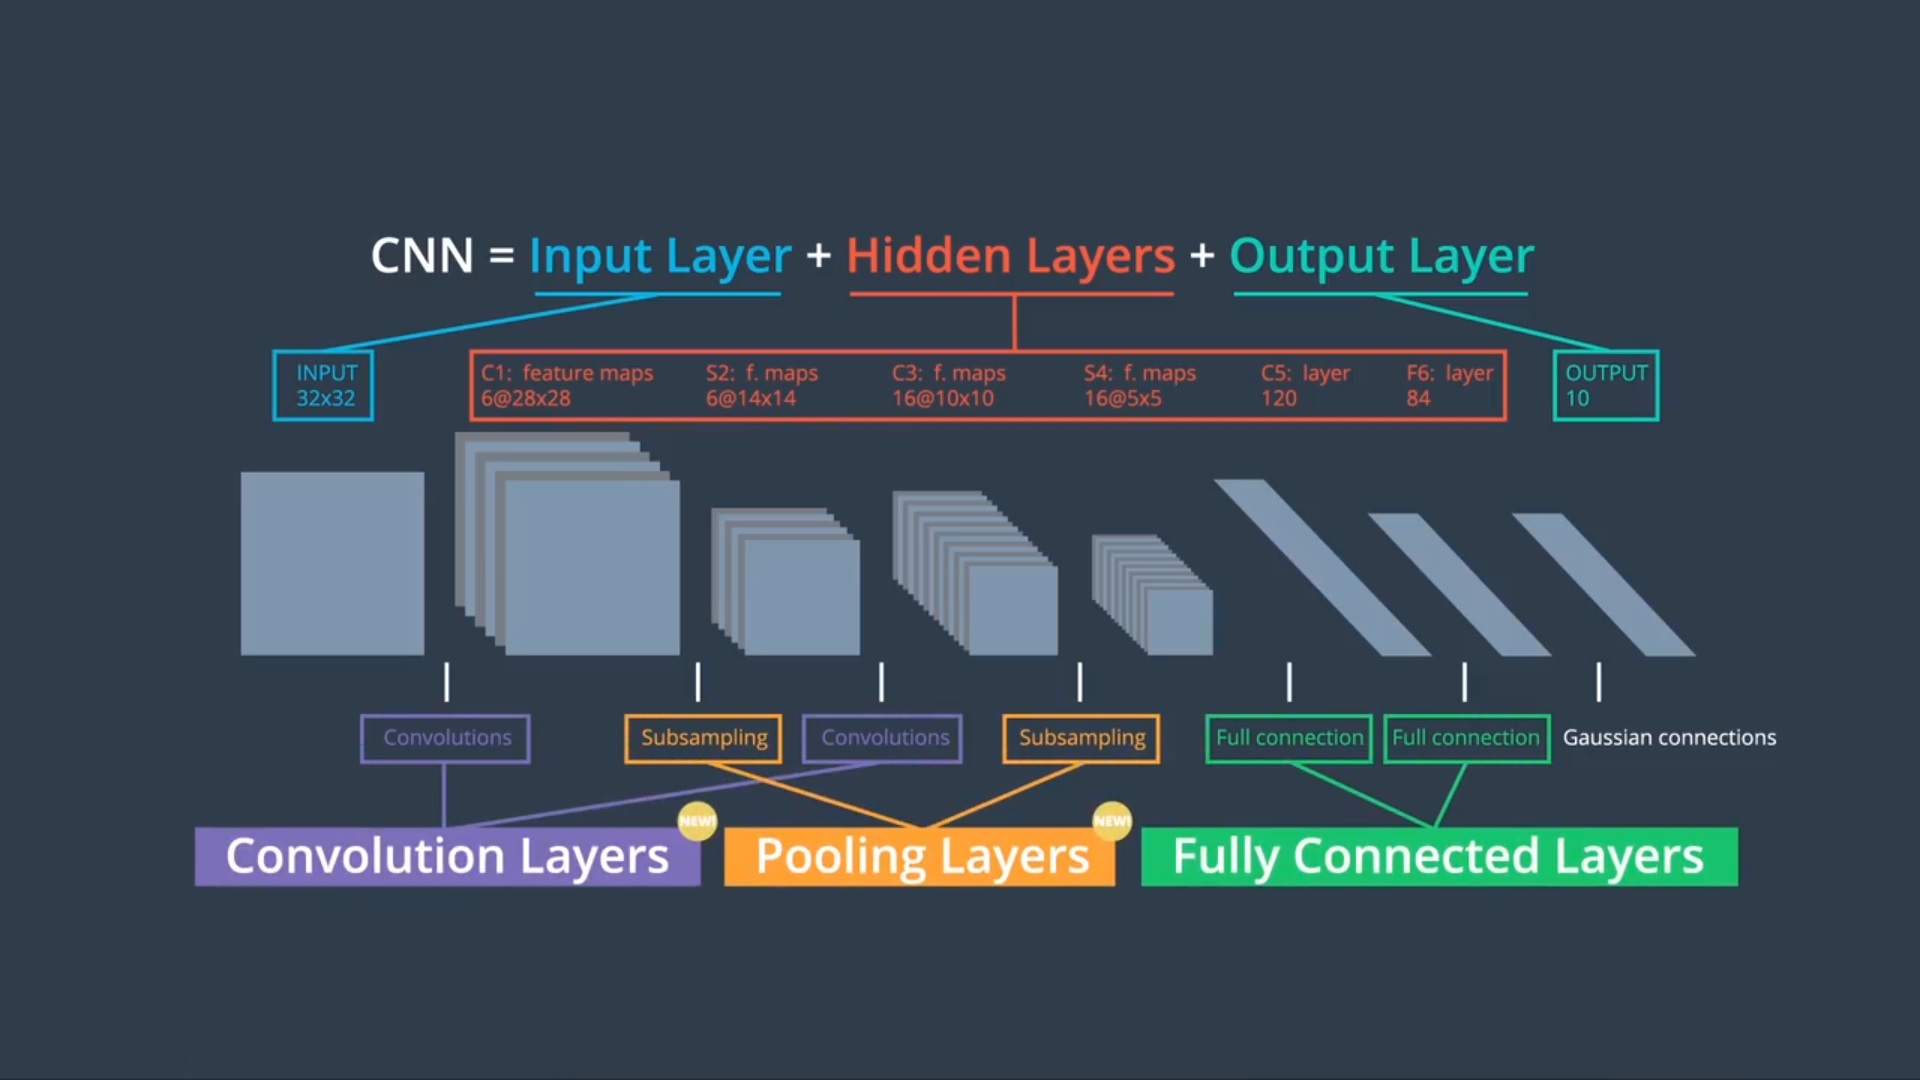 CNN = Input Layer + Hidden Layers + Output Layer
INPUT
32x32
C1: feature maps
6@28x28
S2: f. maps
6@14x14
C3: f. maps
16@10x10
S4: f. maps
16@5x5
C5: layer
120
F6: layer
84
OUTPUT
10
Convolutions
Subsampling
Convolutions
Subsampling
Full connection
Full connection
Gaussian connections
NEW!
NEW!
Convolution Layers
Pooling Layers
Fully Connected Layers